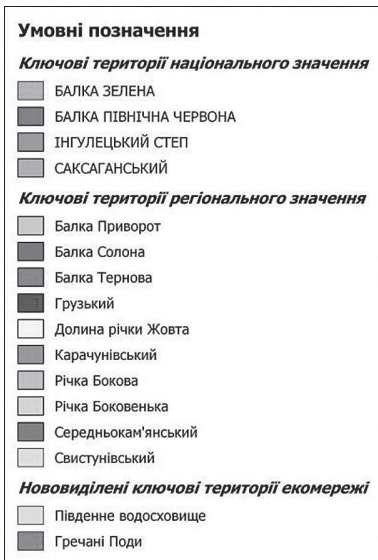 Умовні позначення
Ключові території національного значення
БАЛКА ЗЕЛЕНА
БАЛКА ПІВНІЧНА ЧЕРВОНА
ІНГУЛЕЦЬКИЙ СТЕП
САКСАГАНСЬКИЙ
Ключові території регіонального значення
Балка Приворот
Балка Солона
Балка Тернова
Грузький
Долина річки Жовта
Карачунівський
Річка Бокова
Річка Боковенька
Середньокам'янський
Свистунівський
Нововиділені ключові території екомережі
Південне водосховище
Гречані Поди